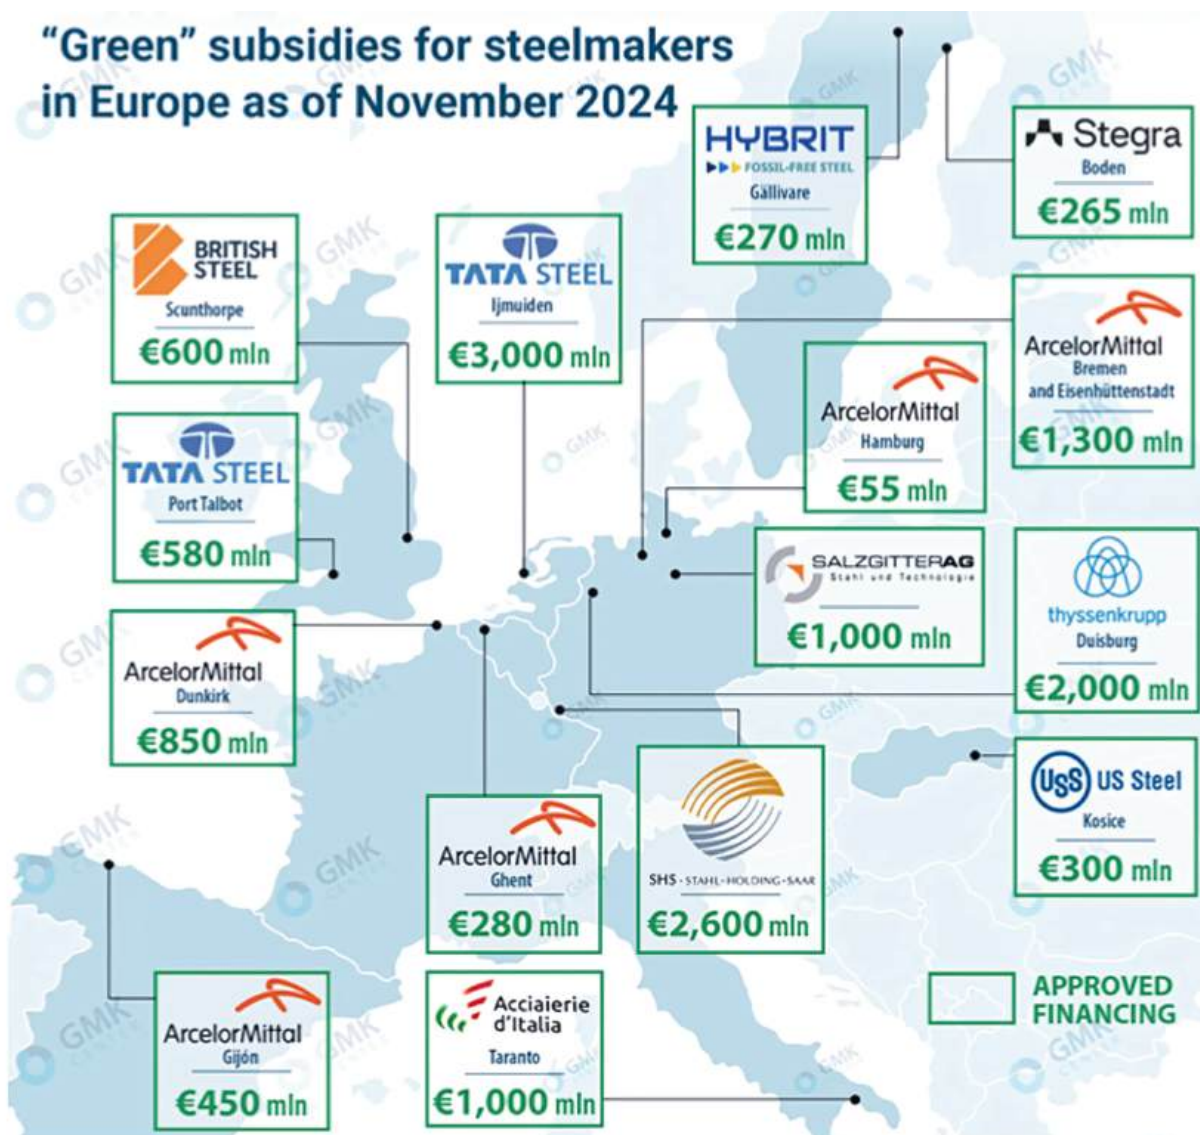 “Green” subsidies for steelmakers
in Europe as of November 2024
HYBRIT
FOSSIL-FREE STEEL
Gällivare
€270 mln
Stegra
Boden
€265 mln
BRITISH
STEEL
Scunthorpe
€600 mln
TATA STEEL
Ijmuiden
€3,000 mln
ArcelorMittal
Bremen
and Eisenhüttenstadt
€1,300 mln
ArcelorMittal
Hamburg
€55 mln
TATA STEEL
Port Talbot
€580 mln
SALZGITTERAG
Stahl und Technologie
€1,000 mln
thyssenkrupp
Duisburg
€2,000 mln
ArcelorMittal
Dunkirk
€850 mln
USS US Steel
Kosice
€300 mln
ArcelorMittal
Ghent
€280 mln
SHS - STAHL - HOLDING - SAAR
€2,600 mln
ArcelorMittal
Gijón
€450 mln
Acciaierie
d’Italia
Taranto
€1,000 mln
APPROVED
FINANCING
GMK
CENTER